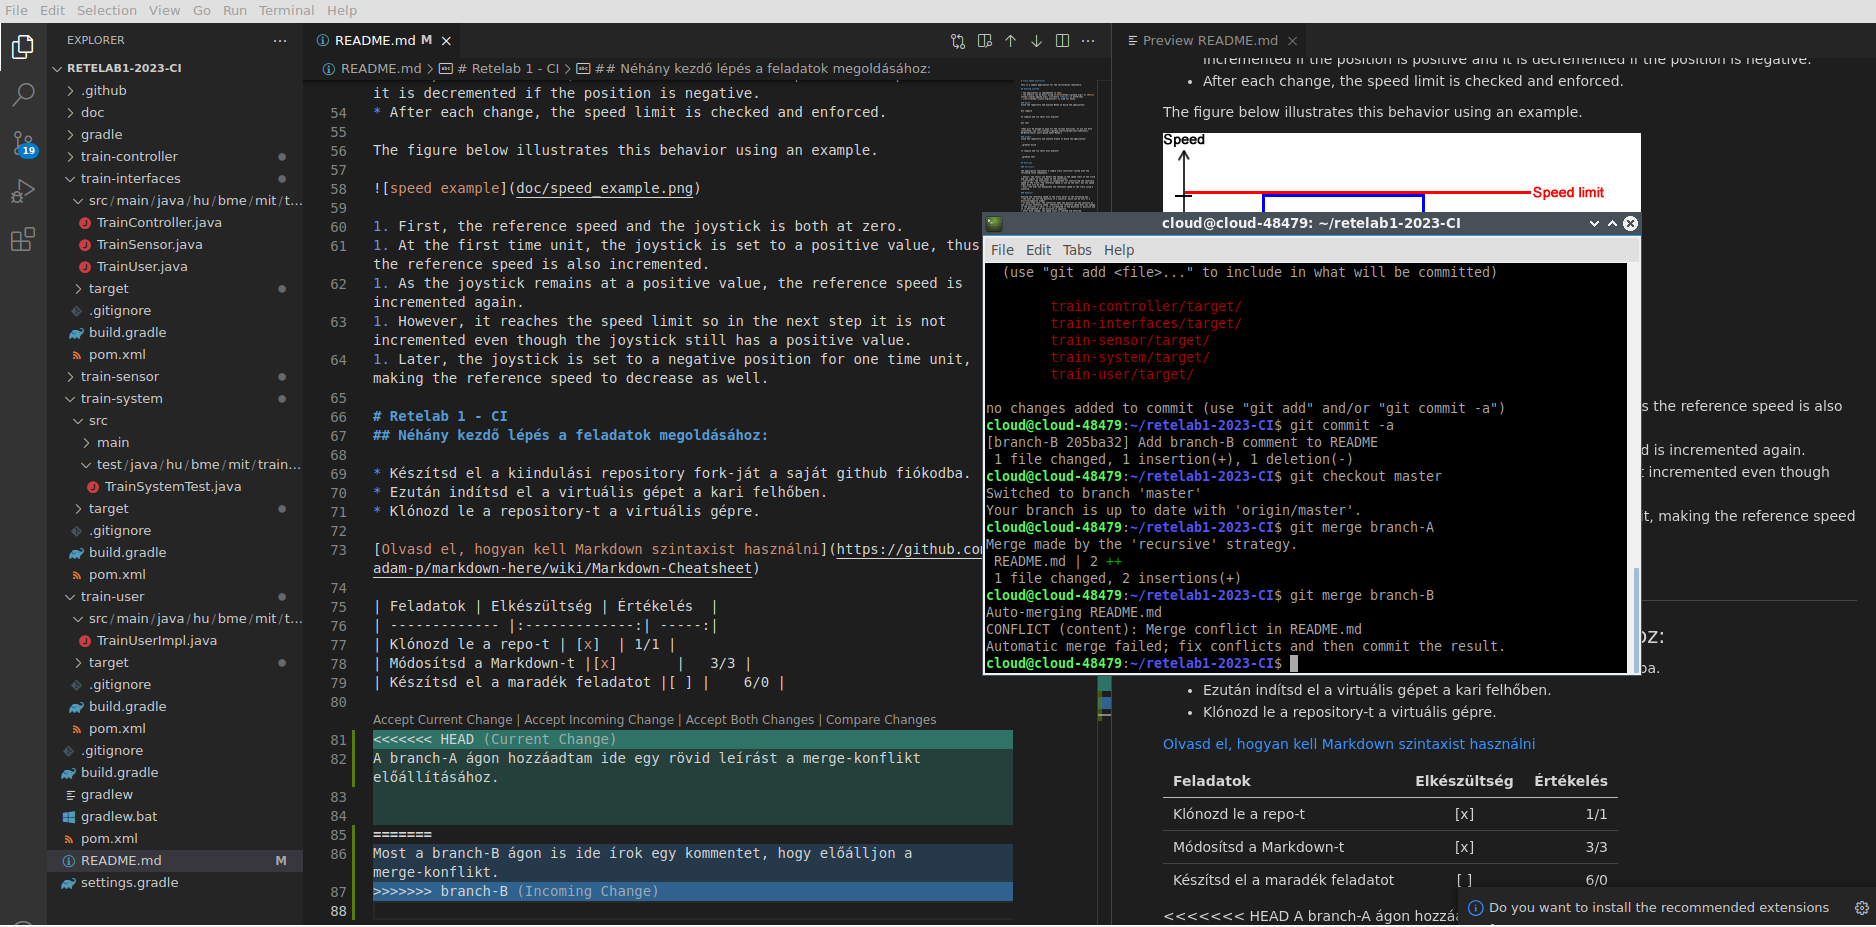 File Edit Selection View Go Run Terminal Help
EXPLORER ···
RETELAB1-2023-CI
.github
doc
gradle
train-controller
train-interfaces
src/main/java/hu/bme/mit/t...
TrainController.java
TrainSensor.java
TrainUser.java
target
.gitignore
build.gradle
pom.xml
train-sensor
train-system
src
main
test/java/hu/bme/mit/train...
TrainSystemTest.java
target
.gitignore
build.gradle
pom.xml
train-user
src/main/java/hu/bme/mit/t...
TrainUserImpl.java
target
.gitignore
build.gradle
pom.xml
.gitignore
build.gradle
gradlew
gradlew.bat
pom.xml
README.md M
settings.gradle
19
README.md M
README.md > # Retelab 1 - CI > ## Néhány kezdő lépés a feladatok megoldásához:
it is decremented if the position is negative.
54 * After each change, the speed limit is checked and enforced.
55
56 The figure below illustrates this behavior using an example.
57
58 ![speed example](doc/speed_example.png)
59
60 1. First, the reference speed and the joystick is both at zero.
61 1. At the first time unit, the joystick is set to a positive value, thus
the reference speed is also incremented.
62 1. As the joystick remains at a positive value, the reference speed is
incremented again.
63 1. However, it reaches the speed limit so in the next step it is not
incremented even though the joystick still has a positive value.
64 1. Later, the joystick is set to a negative position for one time unit,
making the reference speed to decrease as well.
65
66 # Retelab 1 - CI
67 ## Néhány kezdő lépés a feladatok megoldásához:
68
69 * Készítsd el a kiindulási repository fork-ját a saját github fiókodba.
70 * Ezután indítsd el a virtuális gépet a kari felhőben.
71 * Klónozd le a repository-t a virtuális gépre.
72
73 [Olvasd el, hogyan kell Markdown szintaxist használni](https://github.co
adam-p/markdown-here/wiki/Markdown-Cheatsheet)
74
75 | Feladatok | Elkészültség | Értékelés |
76 | ------------- |:-------------:| -----:|
77 | Klónozd le a repo-t | [x] | 1/1 |
78 | Módosítsd a Markdown-t |[x] | 3/3 |
79 | Készítsd el a maradék feladatot |[ ] | 6/0 |
80
Accept Current Change | Accept Incoming Change | Accept Both Changes | Compare Changes
81 <<<<<<< HEAD (Current Change)
82 A branch-A ágon hozzáadtam ide egy rövid leírást a merge-konflikt
előállításához.
83
84
85 =======
86 Most a branch-B ágon is ide írok egy kommentet, hogy előálljon a
merge-konflikt.
87 >>>>>>> branch-B (Incoming Change)
88
Preview README.md
incremented if the position is positive and it is decremented if the position is negative.
• After each change, the speed limit is checked and enforced.
The figure below illustrates this behavior using an example.
Speed
Speed limit
cloud@cloud-48479: ~/retelab1-2023-CI
File Edit Tabs Help
(use "git add <file>..." to include in what will be committed)
train-controller/target/
train-interfaces/target/
train-sensor/target/
train-system/target/
train-user/target/
no changes added to commit (use "git add" and/or "git commit -a")
cloud@cloud-48479:~/retelab1-2023-CI$ git commit -a
[branch-B 205ba32] Add branch-B comment to README
1 file changed, 1 insertion(+), 1 deletion(-)
cloud@cloud-48479:~/retelab1-2023-CI$ git checkout master
Switched to branch 'master'
Your branch is up to date with 'origin/master'.
cloud@cloud-48479:~/retelab1-2023-CI$ git merge branch-A
Merge made by the 'recursive' strategy.
README.md | 2 ++
1 file changed, 2 insertions(+)
cloud@cloud-48479:~/retelab1-2023-CI$ git merge branch-B
Auto-merging README.md
CONFLICT (content): Merge conflict in README.md
Automatic merge failed; fix conflicts and then commit the result.
cloud@cloud-48479:~/retelab1-2023-CI$
s the reference speed is also
d is incremented again.
t incremented even though
it, making the reference speed
oz:
ba.
• Ezután indítsd el a virtuális gépet a kari felhőben.
• Klónozd le a repository-t a virtuális gépre.
Olvasd el, hogyan kell Markdown szintaxist használni
Feladatok Elkészültség Értékelés
Klónozd le a repo-t [x] 1/1
Módosítsd a Markdown-t [x] 3/3
Készítsd el a maradék feladatot [ ] 6/0
<<<<<<< HEAD A branch-A ágon hozzá
Do you want to install the recommended extensions